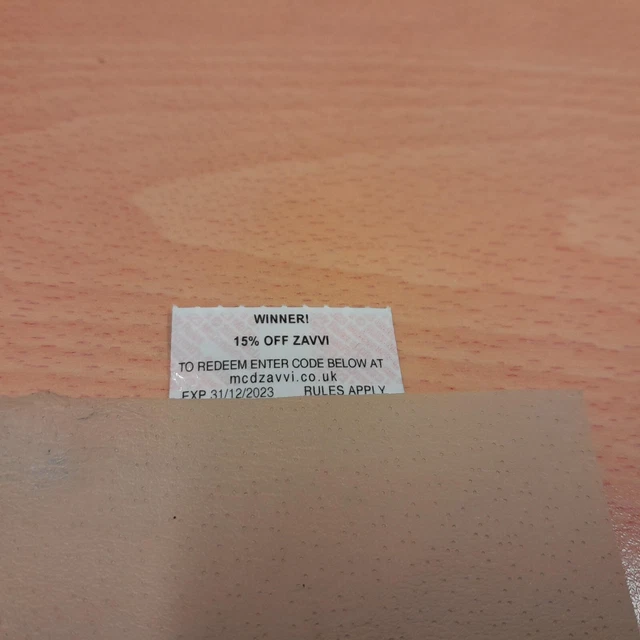 WINNER!
15% OFF ZAVVI
TO REDEEM ENTER CODE BELOW AT
mcdzavvi.co.uk
EXP 31/12/2023 RULES APPLY